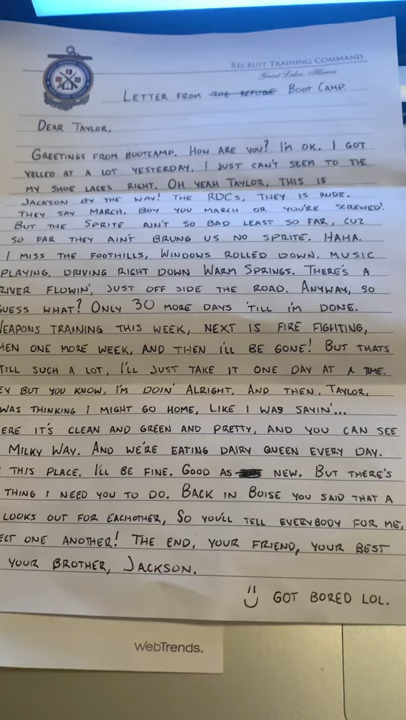 RECRUIT TRAINING COMMAND
Great Lakes, Illinois
LETTER FROM THE REFUGE BOOT CAMP
DEAR TAYLOR,
GREETINGS FROM BOOTCAMP. HOW ARE YOU? I'M OK. I GOT
YELLED AT A LOT YESTERDAY, I JUST CAN'T SEEM TO TIE
MY SHOE LACES RIGHT. OH YEAH TAYLOR, THIS IS
JACKSON BY THE WAY! THE RDCs, THEY IS RUDE.
THEY SAY MARCH, BOY YOU MARCH OR YOU'RE SCREWED!
BUT THE SPRITE AIN'T SO BAD LEAST SO FAR, CUZ
SO FAR THEY AIN'T BRUNG US NO SPRITE. HAHA.
I MISS THE FOOTHILLS, WINDOWS ROLLED DOWN, MUSIC
PLAYING, DRIVING RIGHT DOWN WARM SPRINGS. THERE'S A
RIVER FLOWIN', JUST OFF SIDE THE ROAD. ANYWAY, SO
GUESS WHAT? ONLY 30 MORE DAYS 'TILL I'M DONE.
WEAPONS TRAINING THIS WEEK, NEXT IS FIRE FIGHTING,
HEN ONE MORE WEEK, AND THEN I'LL BE GONE! BUT THATS
TILL SUCH A LOT, I'LL JUST TAKE IT ONE DAY AT A TIME.
EY BUT YOU KNOW, I'M DOIN' ALRIGHT. AND THEN, TAYLOR,
WAS THINKING I MIGHT GO HOME, LIKE I WAS SAYIN'...
ERE IT'S CLEAN AND GREEN AND PRETTY, AND YOU CAN SEE
MILKY WAY. AND WE'RE EATING DAIRY QUEEN EVERY DAY.
THIS PLACE. I'LL BE FINE. GOOD AS NEW. BUT THERE'S
THING I NEED YOU TO DO. BACK IN BOISE YOU SAID THAT A
LOOKS OUT FOR EACHOTHER, SO YOU'LL TELL EVERYBODY FOR ME,
ECT ONE ANOTHER! THE END, YOUR FRIEND, YOUR BEST
YOUR BROTHER, JACKSON.
GOT BORED LOL.
WebTrends.